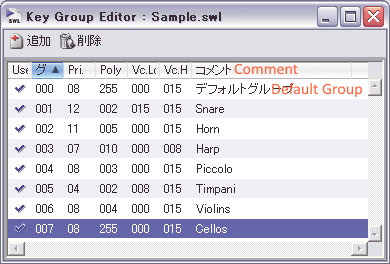 SWL Key Group Editor : Sample.swl
追加 削除
Use グ Pri. Poly Vc.Lo Vc.H コメント Comment
000 08 255 000 015 デフォルトグループ Default Group
001 12 002 015 015 Snare
002 11 005 000 015 Horn
003 07 010 000 008 Harp
004 08 003 000 015 Piccolo
005 04 002 008 015 Timpani
006 08 004 000 015 Violins
007 08 255 000 015 Cellos